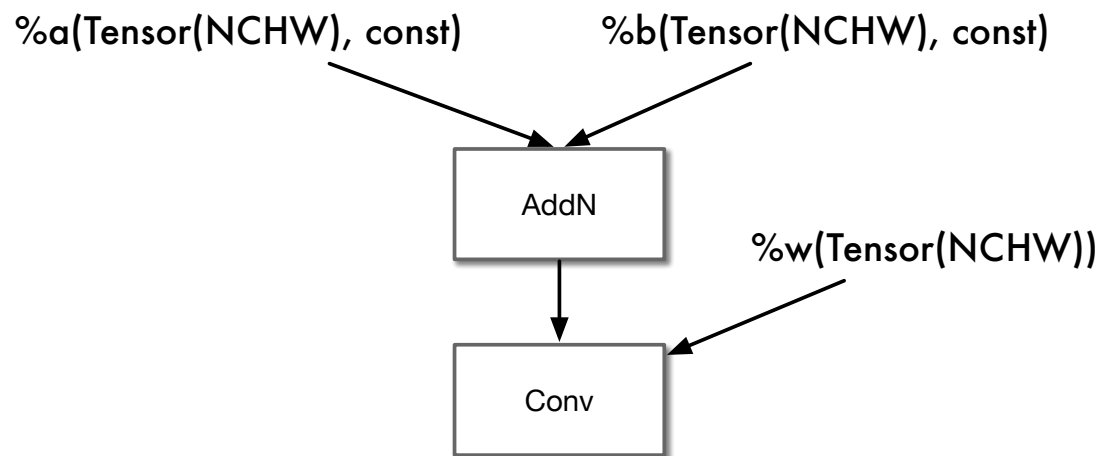 %a(Tensor(NCHW), const)
%b(Tensor(NCHW), const)
AddN
%w(Tensor(NCHW))
Conv